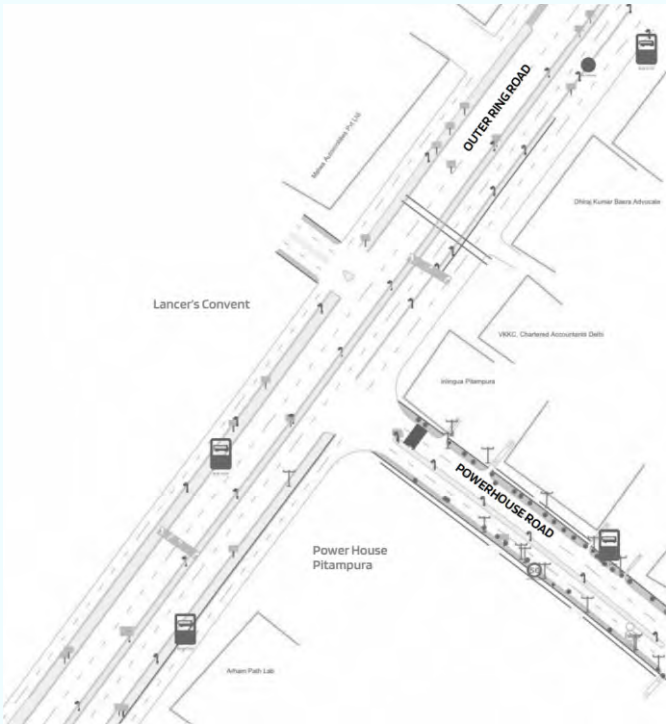 OUTER RING ROAD
Dhiraj Kumar Basra Advocate
Lancer's Convent
VKKC, Chartered Accountants Delhi
Inlingua Pitampura
POWERHOUSE ROAD
Power House
Pitampura
Arham Path Lab